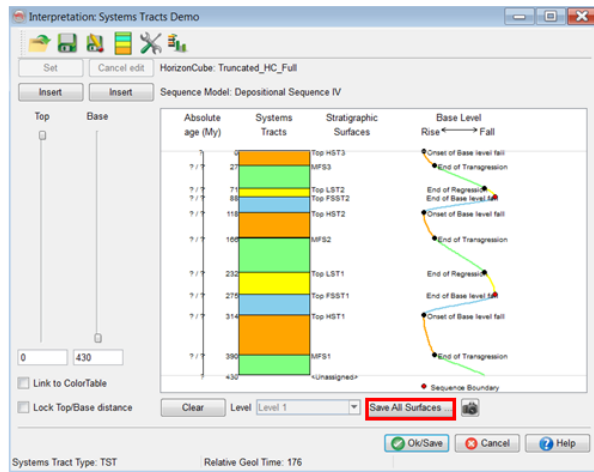 Interpretation: Systems Tracts Demo
Set Cancel edit HorizonCube: Truncated_HC_Full
Insert Insert Sequence Model: Depositional Sequence IV
Top Base
Absolute age (My) Systems Tracts Stratigraphic Surfaces Base Level
Rise Fall
? 0 Top HST3 Onset of Base level fall
? / ? 27 MFS3 End of Transgression
? / ? 71 Top LST2 End of Regression
? / ? 88 Top FSST2 End of Base level fall
? / ? 118 Top HST2 Onset of Base level fall
? / ? 166 MFS2 End of Transgression
? / ? 232 Top LST1 End of Regression
? / ? 275 Top FSST1 End of Base level fall
? / ? 314 Top HST1 Onset of Base level fall
? / ? 390 MFS1 End of Transgression
? 430 <Unassigned>
Sequence Boundary
0 430
Link to ColorTable
Lock Top/Base distance Clear Level Level 1 Save All Surfaces ...
Ok/Save Cancel Help
Systems Tract Type: TST Relative Geol Time: 176